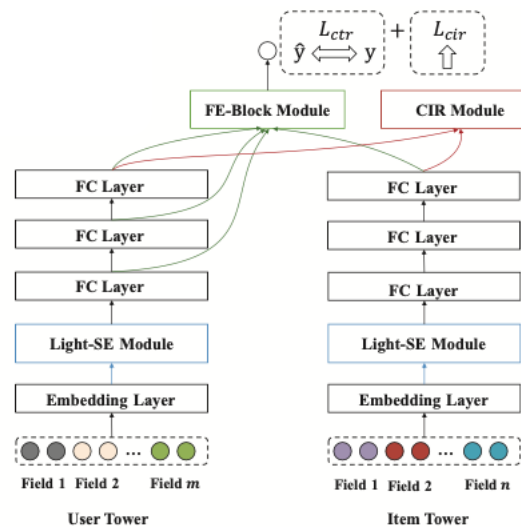 L_ctr + L_cir
ŷ y
FE-Block Module CIR Module
FC Layer FC Layer
FC Layer FC Layer
FC Layer FC Layer
Light-SE Module Light-SE Module
Embedding Layer Embedding Layer
... ...
Field 1 Field 2 Field m Field 1 Field 2 Field n
User Tower Item Tower